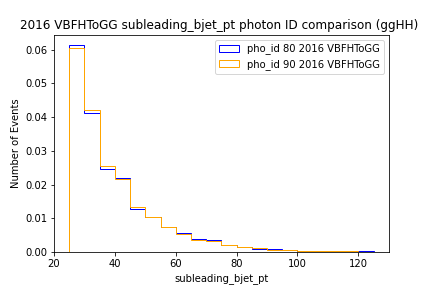 2016 VBFHToGG subleading_bjet_pt photon ID comparison (ggHH)
pho_id 80 2016 VBFHToGG
pho_id 90 2016 VBFHToGG
Number of Events
0.06
0.05
0.04
0.03
0.02
0.01
0.00
20 40 60 80 100 120
subleading_bjet_pt